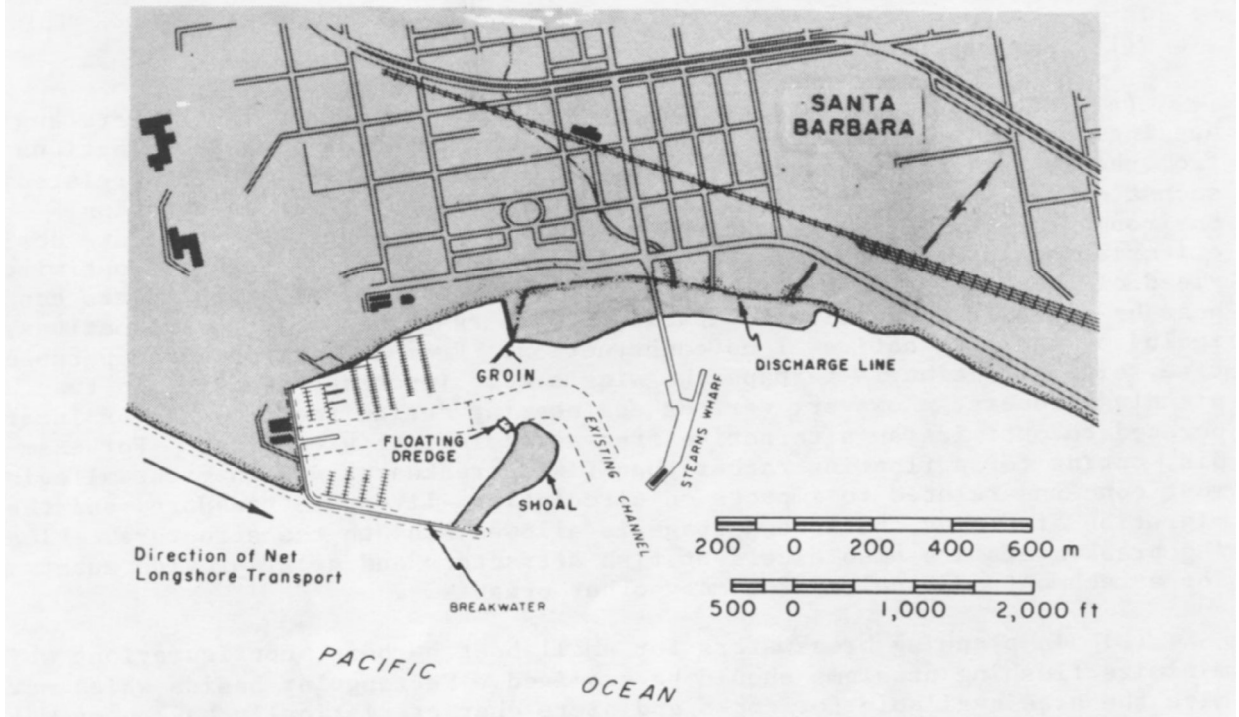 SANTA
BARBARA
GROIN
DISCHARGE LINE
FLOATING
DREDGE
EXISTING CHANNEL
STEARNS WHARF
SHOAL
Direction of Net
Longshore Transport
BREAKWATER
200 0 200 400 600 m
500 0 1,000 2,000 ft
PACIFIC
OCEAN